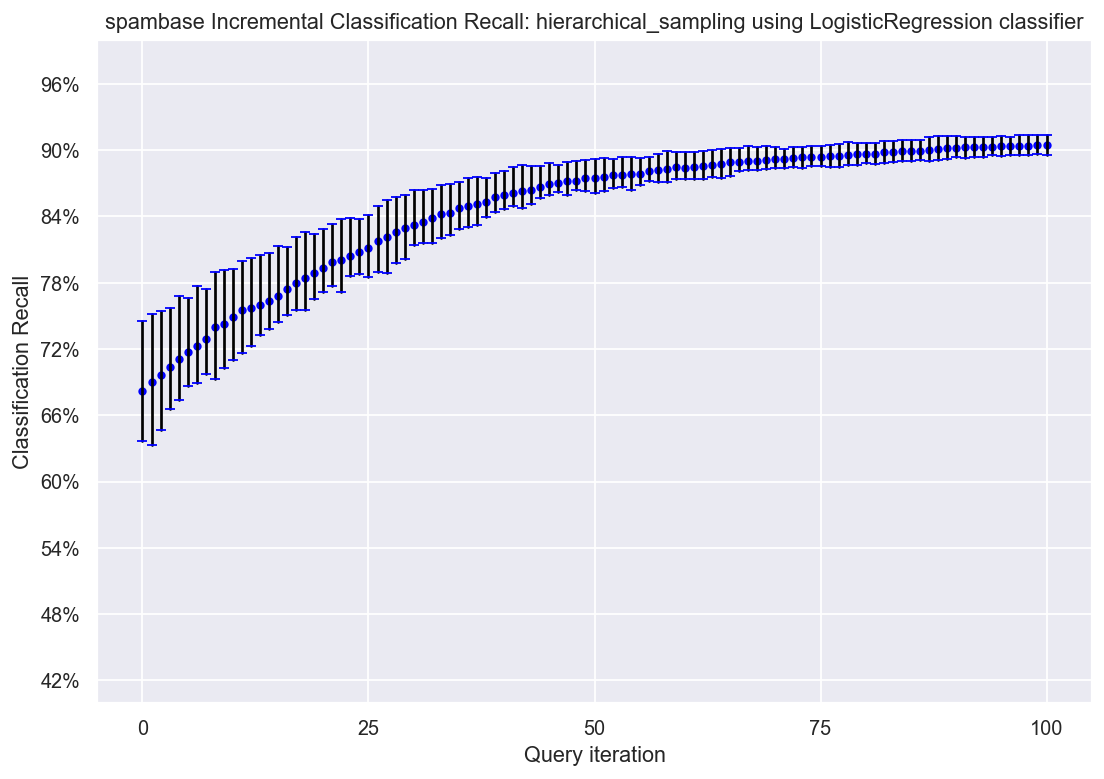 spambase Incremental Classification Recall: hierarchical_sampling using LogisticRegression classifier
96%
90%
84%
78%
72%
66%
60%
54%
48%
42%
Classification Recall
0 25 50 75 100
Query iteration